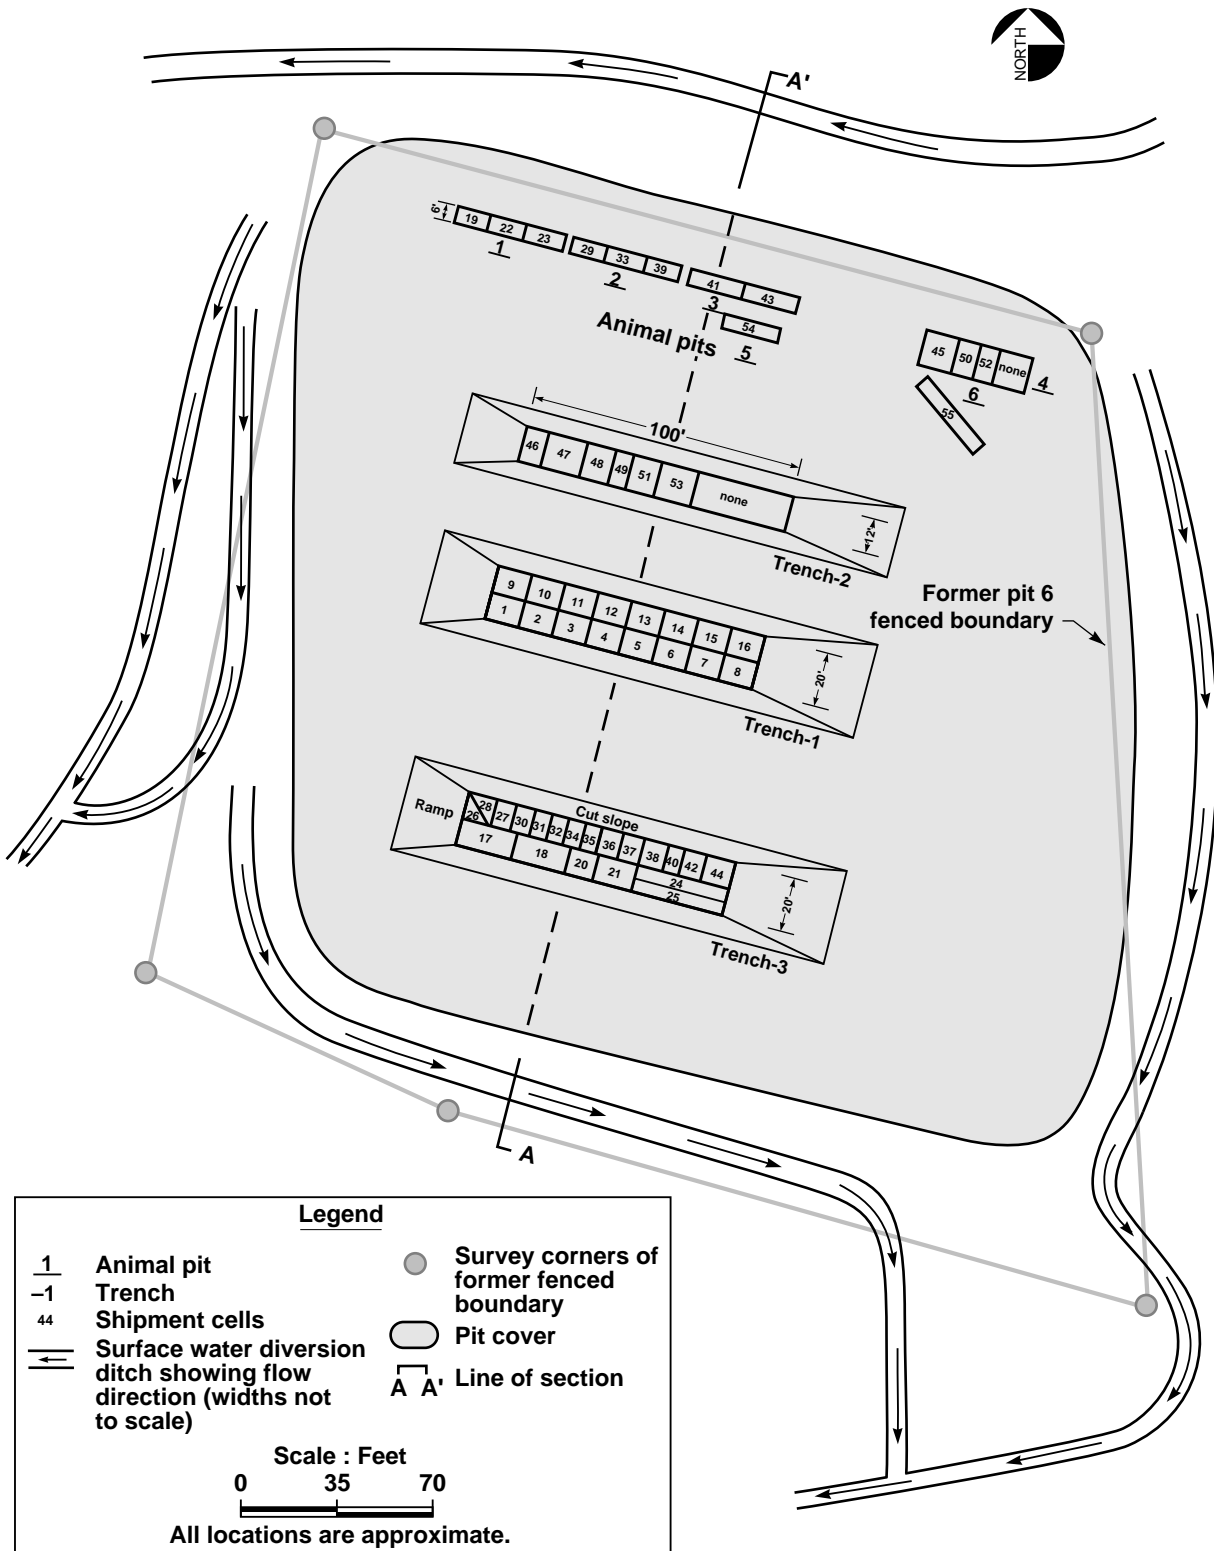 NORTH
A'
6'
19 22 23
1
29 33 39
2
41 43
3
54
5
Animal pits
45 50 52 none
4
6
55
100'
46 47 48 49 51 53 none
12'
Trench-2
9 10 11 12 13 14 15 16
1 2 3 4 5 6 7 8
20'
Trench-1
Former pit 6
fenced boundary
Ramp
Cut slope
28 26 27 30 31 32 34 35 36 37 38 40 42 44
17 18 20 21 24
25
20'
Trench-3
A
Legend
1 Animal pit
–1 Trench
44 Shipment cells
Surface water diversion
ditch showing flow
direction (widths not
to scale)
Survey corners of
former fenced
boundary
Pit cover
A A' Line of section
Scale : Feet
0 35 70
All locations are approximate.